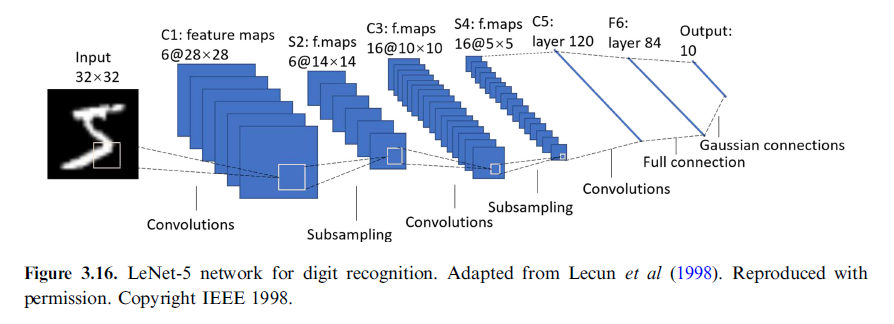 Input
32×32
C1: feature maps
6@28×28
S2: f.maps
6@14×14
C3: f.maps
16@10×10
S4: f.maps
16@5×5
C5:
layer 120
F6:
layer 84
Output:
10
Convolutions
Subsampling
Convolutions
Subsampling
Convolutions
Full connection
Gaussian connections
Figure 3.16. LeNet-5 network for digit recognition. Adapted from Lecun et al (1998). Reproduced with
permission. Copyright IEEE 1998.